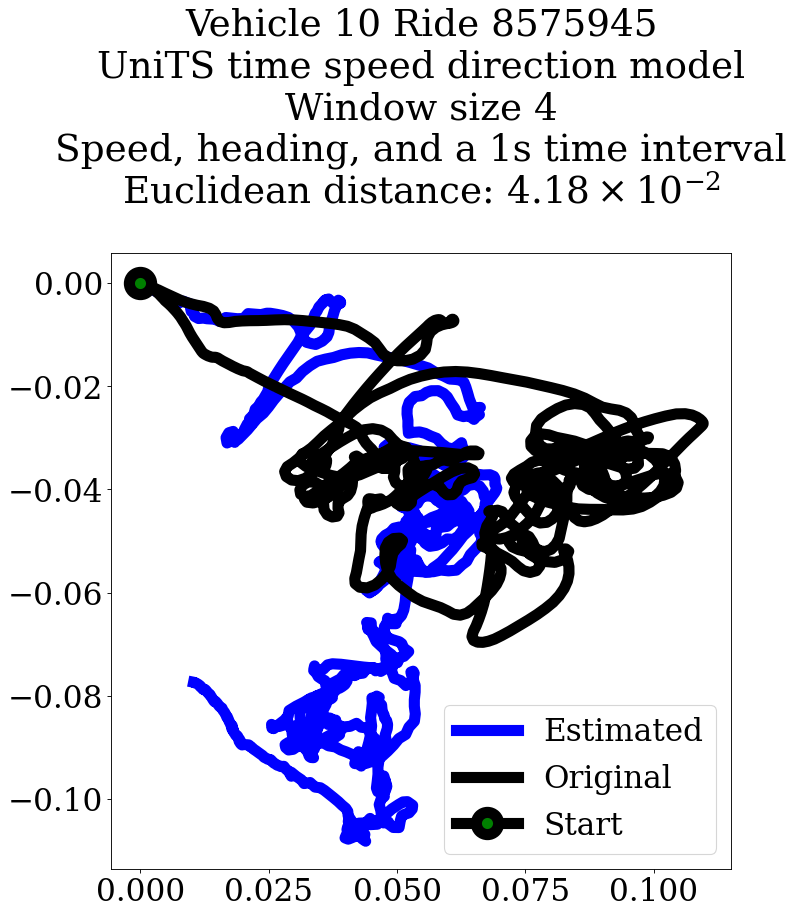 Vehicle 10 Ride 8575945
UniTS time speed direction model
Window size 4
Speed, heading, and a 1s time interval
Euclidean distance: 4.18 × 10⁻²
0.00
−0.02
−0.04
−0.06
−0.08
−0.10
Estimated
Original
Start
0.000 0.025 0.050 0.075 0.100